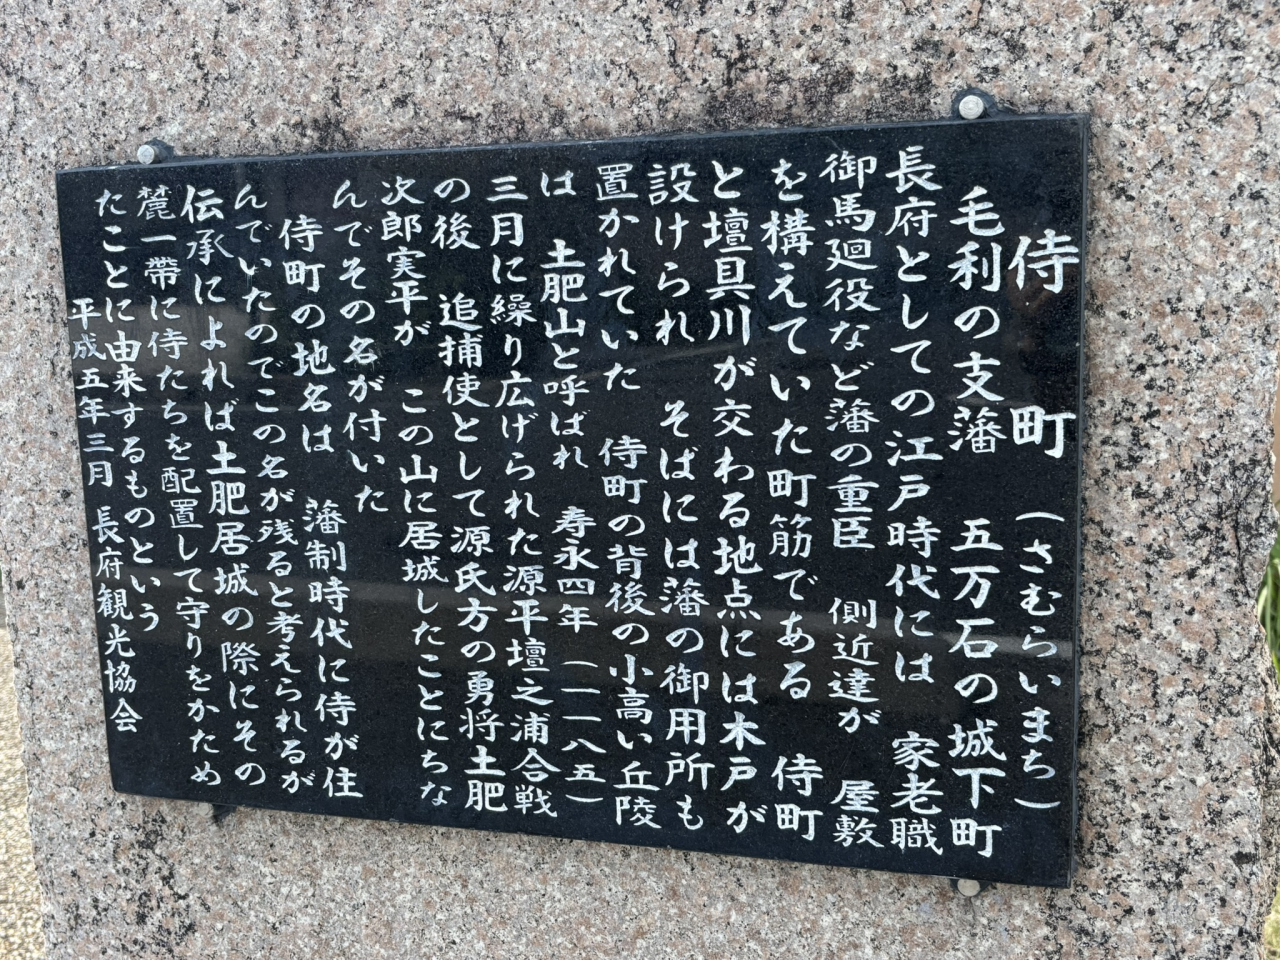 侍町（さむらいまち）
毛利の支藩　五万石の城下町
長府としての江戸時代には　家老職
御馬廻役など藩の重臣　側近達が　屋敷
を構えていた町筋である　侍町
と壇具川が交わる地点には木戸が
設けられ　そばには藩の御用所も
置かれていた　侍町の背後の小高い丘陵
は　土肥山と呼ばれ　寿永四年（一一八五）
三月に繰り広げられた源平壇之浦合戦
の後　追捕使として源氏方の勇将土肥
次郎実平が　この山に居城したことにちな
んでその名が付いた
侍町の地名は　藩制時代に侍が住
んでいたのでこの名が残ると考えられるが
伝承によれば土肥居城の際にその
麓一帯に侍たちを配置して守りをかため
たことに由来するものという
平成五年三月　長府観光協会